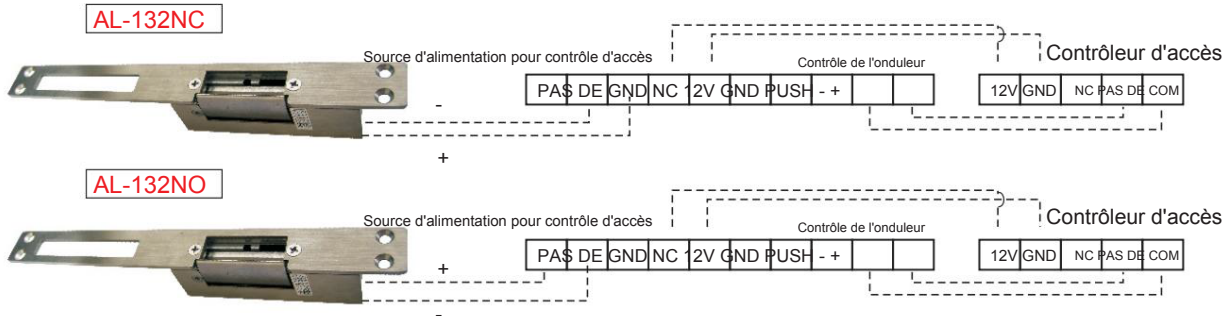 AL-132NC
Source d'alimentation pour contrôle d'accès
Contrôle de l'onduleur
Contrôleur d'accès
-
PAS DE GND NC 12V GND PUSH - +
12V GND NC PAS DE COM
+
AL-132NO
Source d'alimentation pour contrôle d'accès
Contrôle de l'onduleur
Contrôleur d'accès
+
PAS DE GND NC 12V GND PUSH - +
12V GND NC PAS DE COM
-